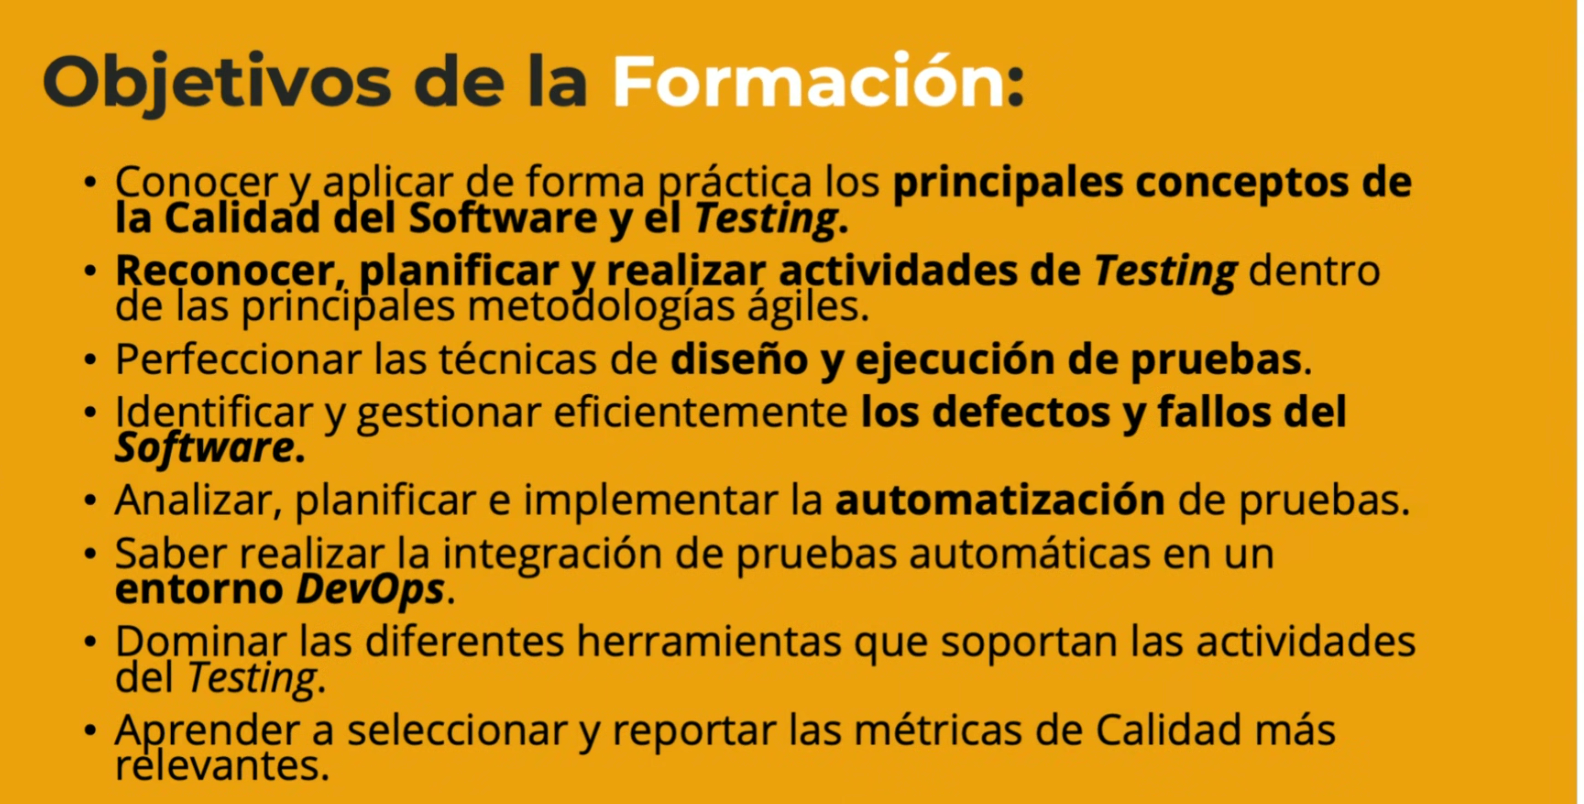 Objetivos de la Formación:
• Conocer y aplicar de forma práctica los principales conceptos de
la Calidad del Software y el Testing.
• Reconocer, planificar y realizar actividades de Testing dentro
de las principales metodologías ágiles.
• Perfeccionar las técnicas de diseño y ejecución de pruebas.
• Identificar y gestionar eficientemente los defectos y fallos del
Software.
• Analizar, planificar e implementar la automatización de pruebas.
• Saber realizar la integración de pruebas automáticas en un
entorno DevOps.
• Dominar las diferentes herramientas que soportan las actividades
del Testing.
• Aprender a seleccionar y reportar las métricas de Calidad más
relevantes.